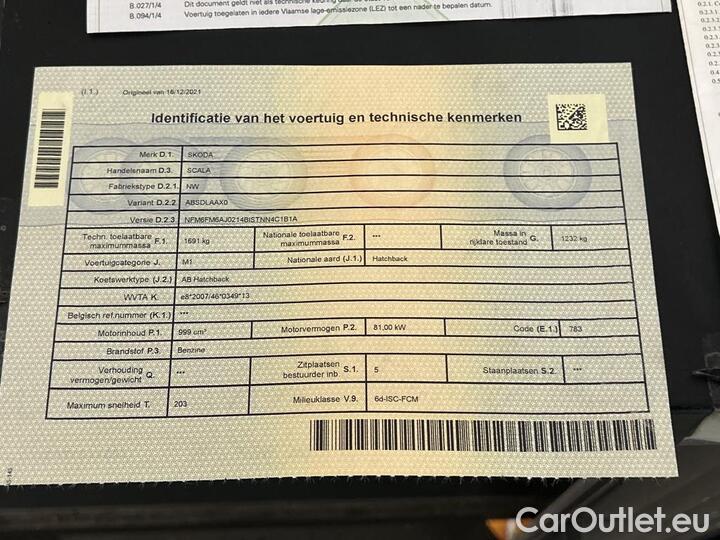 B.027/1/4 Dit document geldt niet als technische keuring
B.094/1/4 Voertuig toegelaten in iedere Vlaamse lage-emissiezone (LEZ) tot een nader te bepalen datum.
(I.1.) Origineel van 16/12/2021
Identificatie van het voertuig en technische kenmerken
Merk D.1. SKODA
Handelsnaam D.3. SCALA
Fabriekstype D.2.1. NW
Variant D.2.2. ABSDLAAX0
Versie D.2.3. NFM6FM6AJ0214BISTNN4C1B1A
Techn. toelaatbare maximummassa F.1. 1691 kg Nationale toelaatbare maximummassa F.2. *** Massa in rijklare toestand G. 1232 kg
Voertuigcategorie J. M1 Nationale aard (J.1.) Hatchback
Koetswerktype (J.2.) AB Hatchback
WVTA K. e8*2007/46*0349*13
Belgisch ref.nummer (K.1.) ***
Motorinhoud P.1. 999 cm³ Motorvermogen P.2. 81,00 kW Code (E.1.) 783
Brandstof P.3. Benzine
Verhouding vermogen/gewicht Q. *** Zitplaatsen bestuurder inb. S.1. 5 Staanplaatsen S.2. ***
Maximum snelheid T. 203 Milieuklasse V.9. 6d-ISC-FCM
CarOutlet.eu